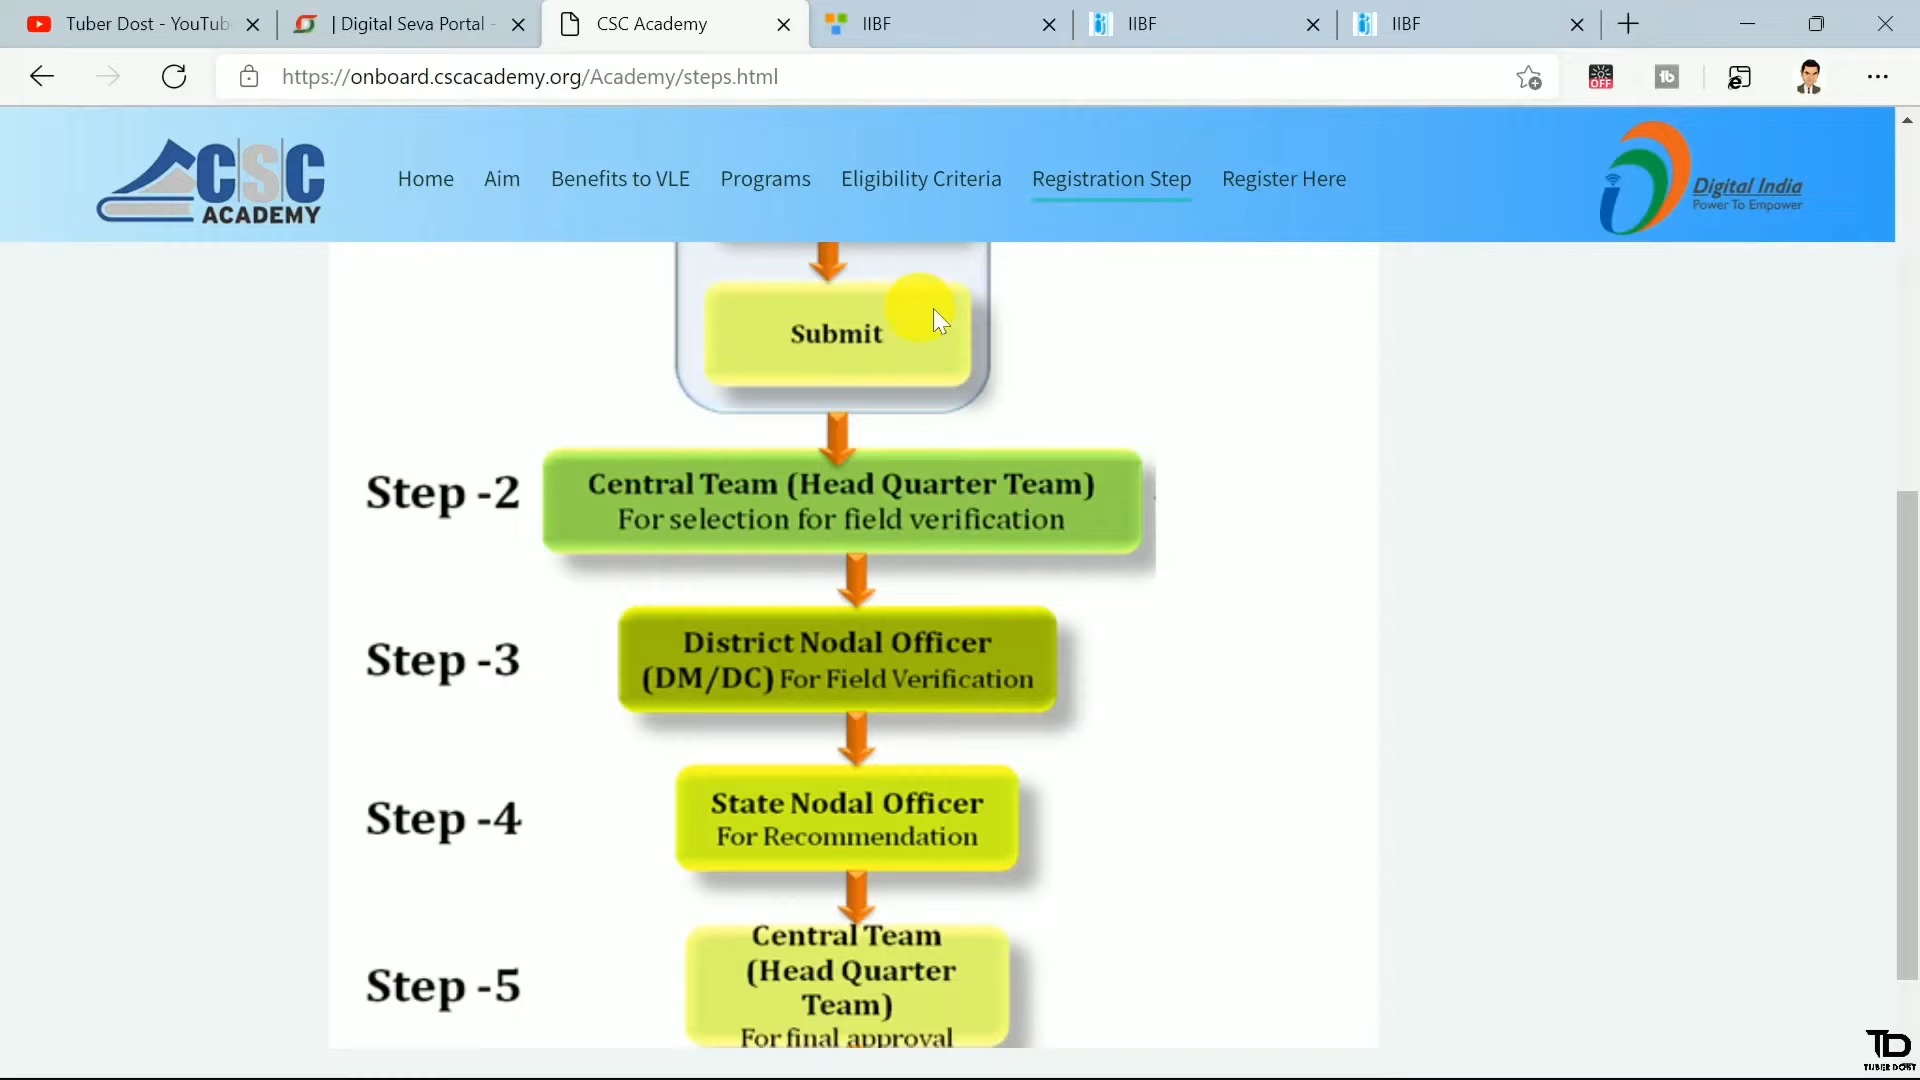 Tuber Dost - YouTub
| Digital Seva Portal -
CSC Academy
IIBF
IIBF
IIBF
https://onboard.cscacademy.org/Academy/steps.html
OFF
CSC
ACADEMY
Home
Aim
Benefits to VLE
Programs
Eligibility Criteria
Registration Step
Register Here
Digital India
Power To Empower
Submit
Step -2
Central Team (Head Quarter Team)
For selection for field verification
Step -3
District Nodal Officer
(DM/DC) For Field Verification
Step -4
State Nodal Officer
For Recommendation
Step -5
Central Team
(Head Quarter
Team)
For final approval
TD
TUBER DOST